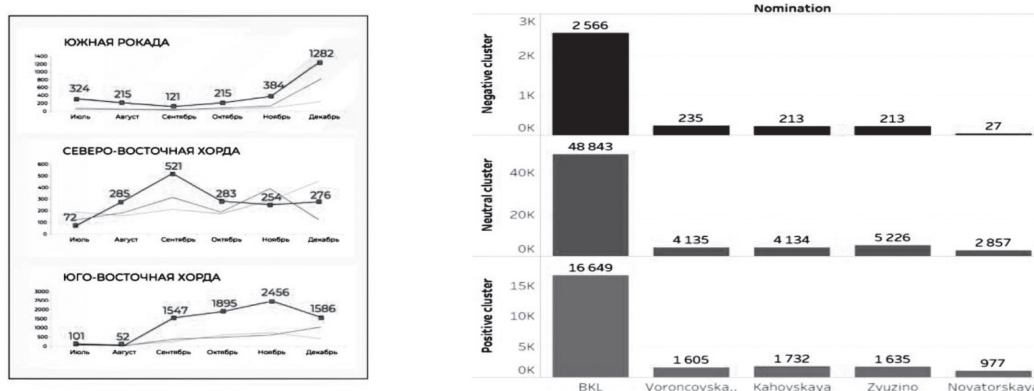 ЮЖНАЯ РОКАДА
1400
1200
1000
800
600
400
200
0
324
215
121
215
384
1282
Июль Август Сентябрь Октябрь Ноябрь Декабрь
СЕВЕРО-ВОСТОЧНАЯ ХОРДА
600
500
400
300
200
100
0
72
285
521
283
254
276
Июль Август Сентябрь Октябрь Ноябрь Декабрь
ЮГО-ВОСТОЧНАЯ ХОРДА
3000
2500
2000
1500
1000
500
0
101
52
1547
1895
2456
1586
Июль Август Сентябрь Октябрь Ноябрь Декабрь
Nomination
Negative cluster
3K
2K
1K
0K
2 566
235
213
213
27
Neutral cluster
40K
20K
0K
48 843
4 135
4 134
5 226
2 857
Positive cluster
15K
10K
5K
0K
16 649
1 605
1 732
1 635
977
BKL Voroncovska.. Kahovskaya Zvyuzino Novatorskaya